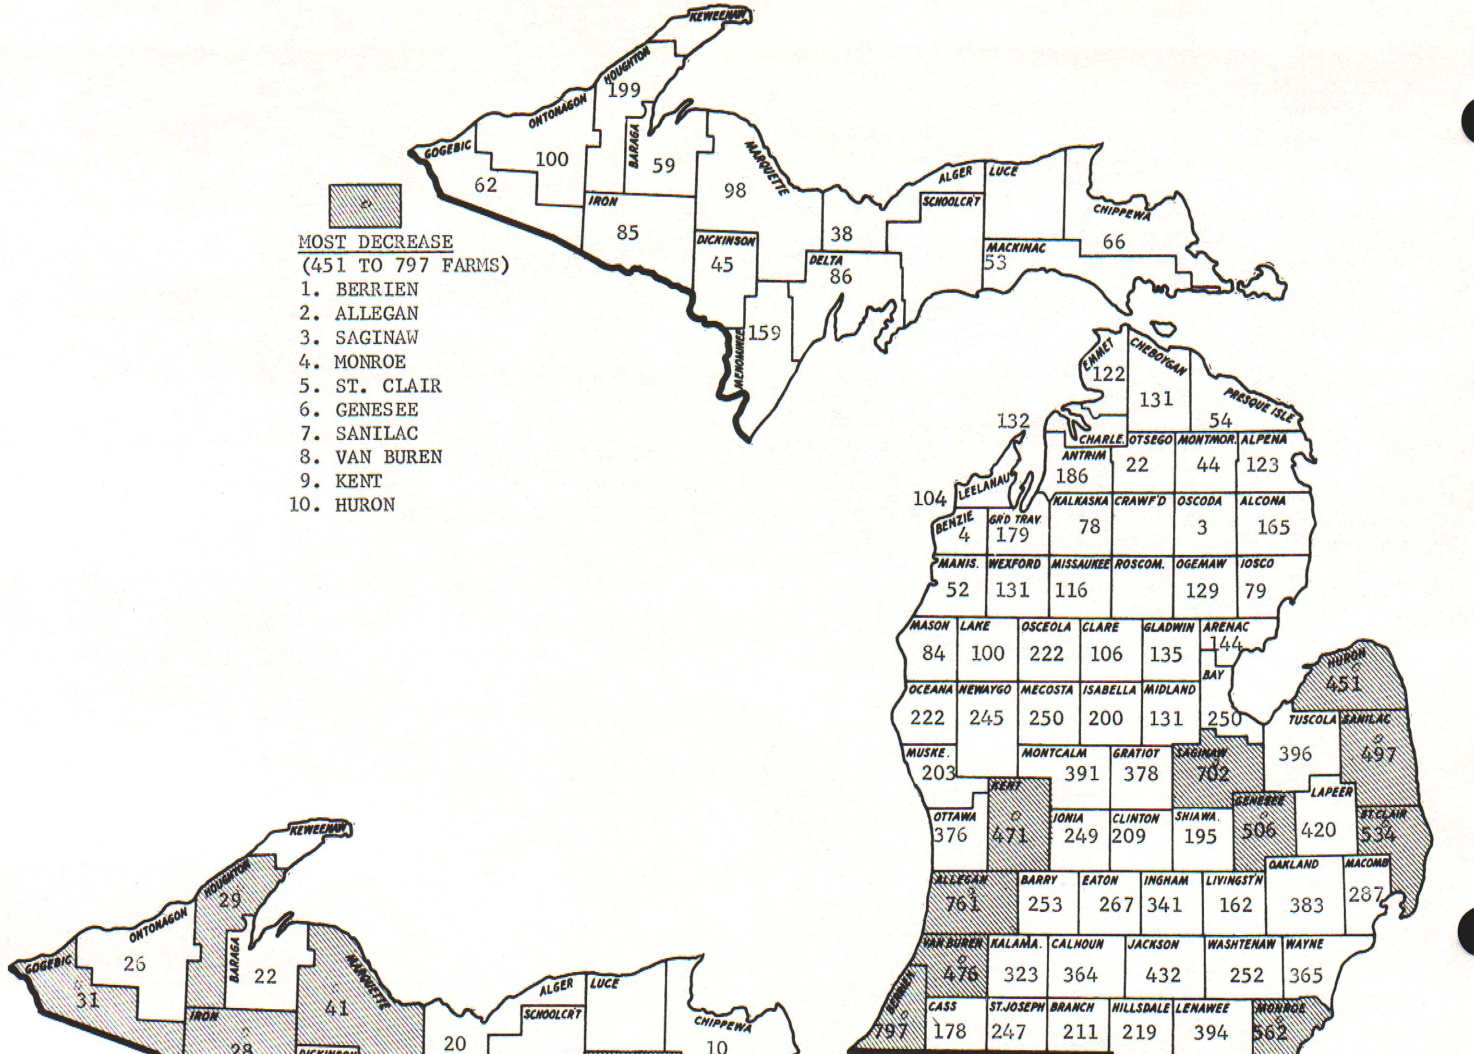 KEWEENAW
HOUGHTON
199
ONTONAGON
100
GOGEBIC
62
BARAGA
59
MARQUETTE
98
IRON
85
DICKINSON
45
MENOMINEE
159
38
DELTA
86
ALGER
LUCE
SCHOOLCR'T
MACKINAC
53
CHIPPEWA
66
MOST DECREASE
(451 TO 797 FARMS)
1. BERRIEN
2. ALLEGAN
3. SAGINAW
4. MONROE
5. ST. CLAIR
6. GENESEE
7. SANILAC
8. VAN BUREN
9. KENT
10. HURON
EMMET
122
CHEBOYGAN
131
PRESQUE ISLE
54
132
CHARLE. OTSEGO MONTMOR. ALPENA
ANTRIM
186 22 44 123
104 LEELANAU
KALKASKA CRAWF'D OSCODA ALCONA
BENZIE GR'D TRAV
4 179 78 3 165
MANIS. WEXFORD MISSAUKEE ROSCOM. OGEMAW IOSCO
52 131 116 129 79
MASON LAKE OSCEOLA CLARE GLADWIN ARENAC
84 100 222 106 135 144
BAY
HURON
451
OCEANA NEWAYGO MECOSTA ISABELLA MIDLAND
222 245 250 200 131 250
TUSCOLA SANILAC
396 497
MUSKE. MONTCALM GRATIOT SAGINAW
203 391 378 702
KENT
471
GENESEE
506
LAPEER
420
ST. CLAIR
534
OTTAWA IONIA CLINTON SHIAWA.
376 249 209 195
OAKLAND MACOMB
383 287
ALLEGAN BARRY EATON INGHAM LIVINGST'N
761 253 267 341 162
VAN BUREN KALAMA. CALHOUN JACKSON WASHTENAW WAYNE
476 323 364 432 252 365
BERRIEN
797
CASS ST. JOSEPH BRANCH HILLSDALE LENAWEE MONROE
178 247 211 219 394 562
KEWEENAW
HOUGHTON
29
ONTONAGON
26
GOGEBIC
31
BARAGA
22
MARQUETTE
41
IRON
28
DICKINSON
20
ALGER
LUCE
SCHOOLCR'T
CHIPPEWA
10